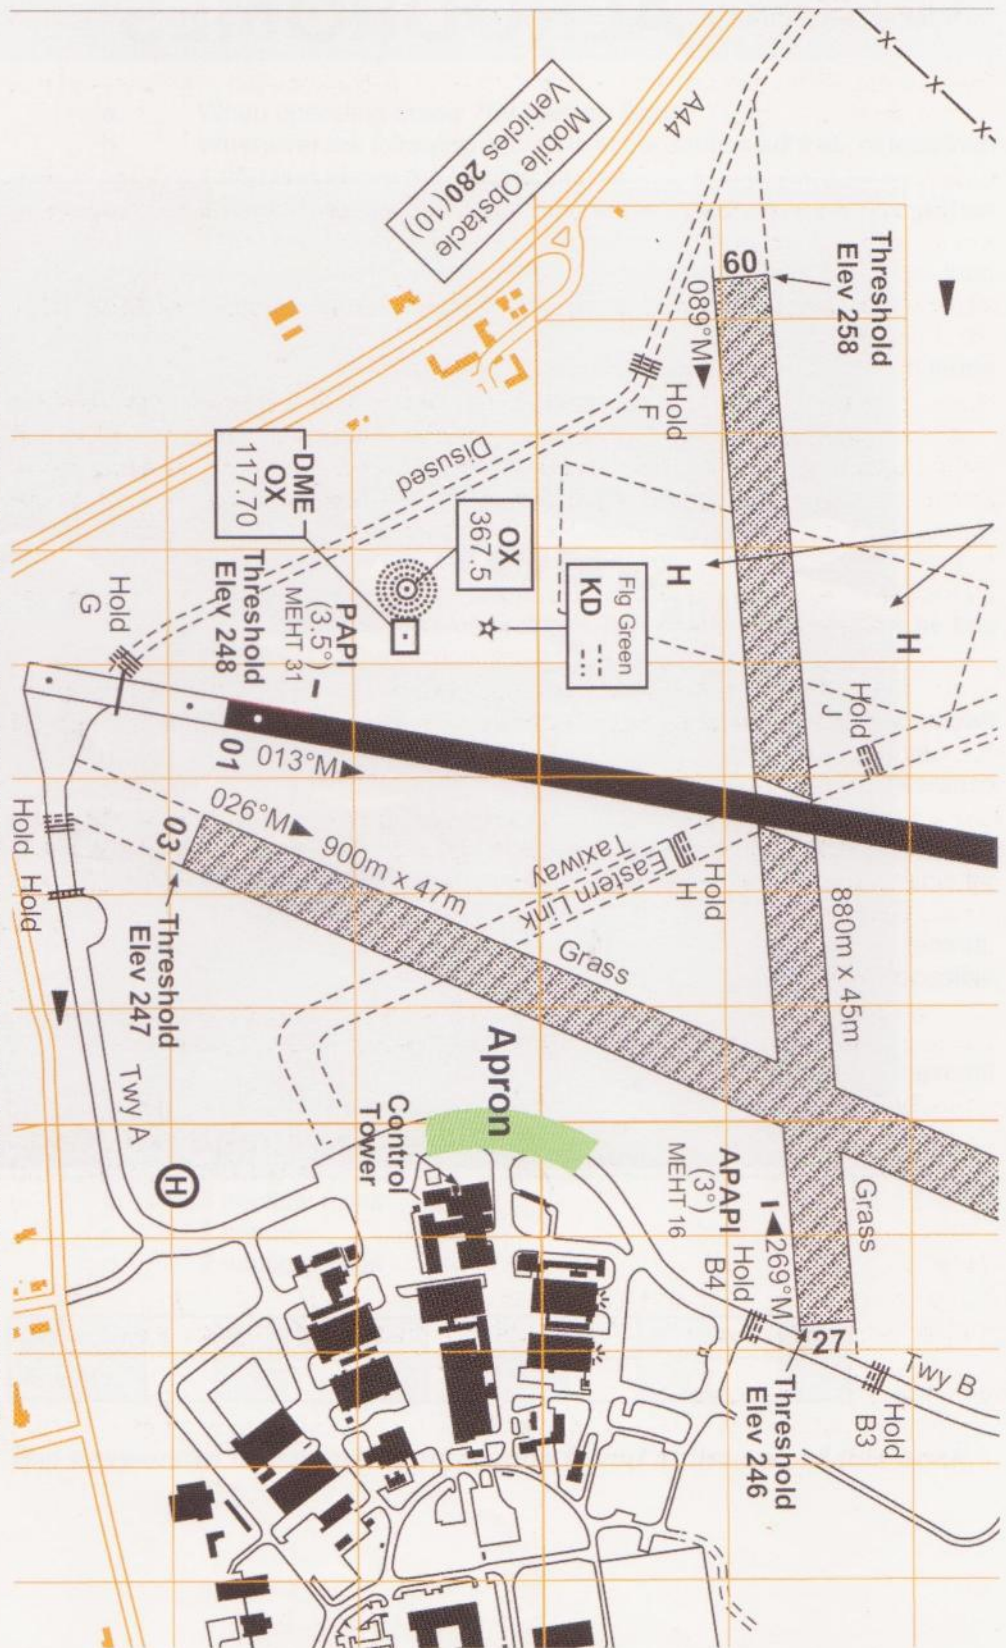 A44
Mobile Obstacle
Vehicles 280(10)
Threshold
Elev 258
09
089°M
Hold
F
Disused
DME
OX
117.70
OX
367.5
Flg Green
KD -·- -··
H
H
Hold
J
Hold
G
Threshold
Elev 248
PAPI
(3.5°)
MEHT 31
01
013°M
026°M
900m x 47m
03
Threshold
Elev 247
Eastern Link
Taxiway
Hold
H
880m x 45m
Grass
Hold
Hold
Twy A
H
Apron
Control
Tower
APAPI
(3°)
MEHT 16
Grass
269°M
Hold
B4
27
Threshold
Elev 246
Twy B
Hold
B3